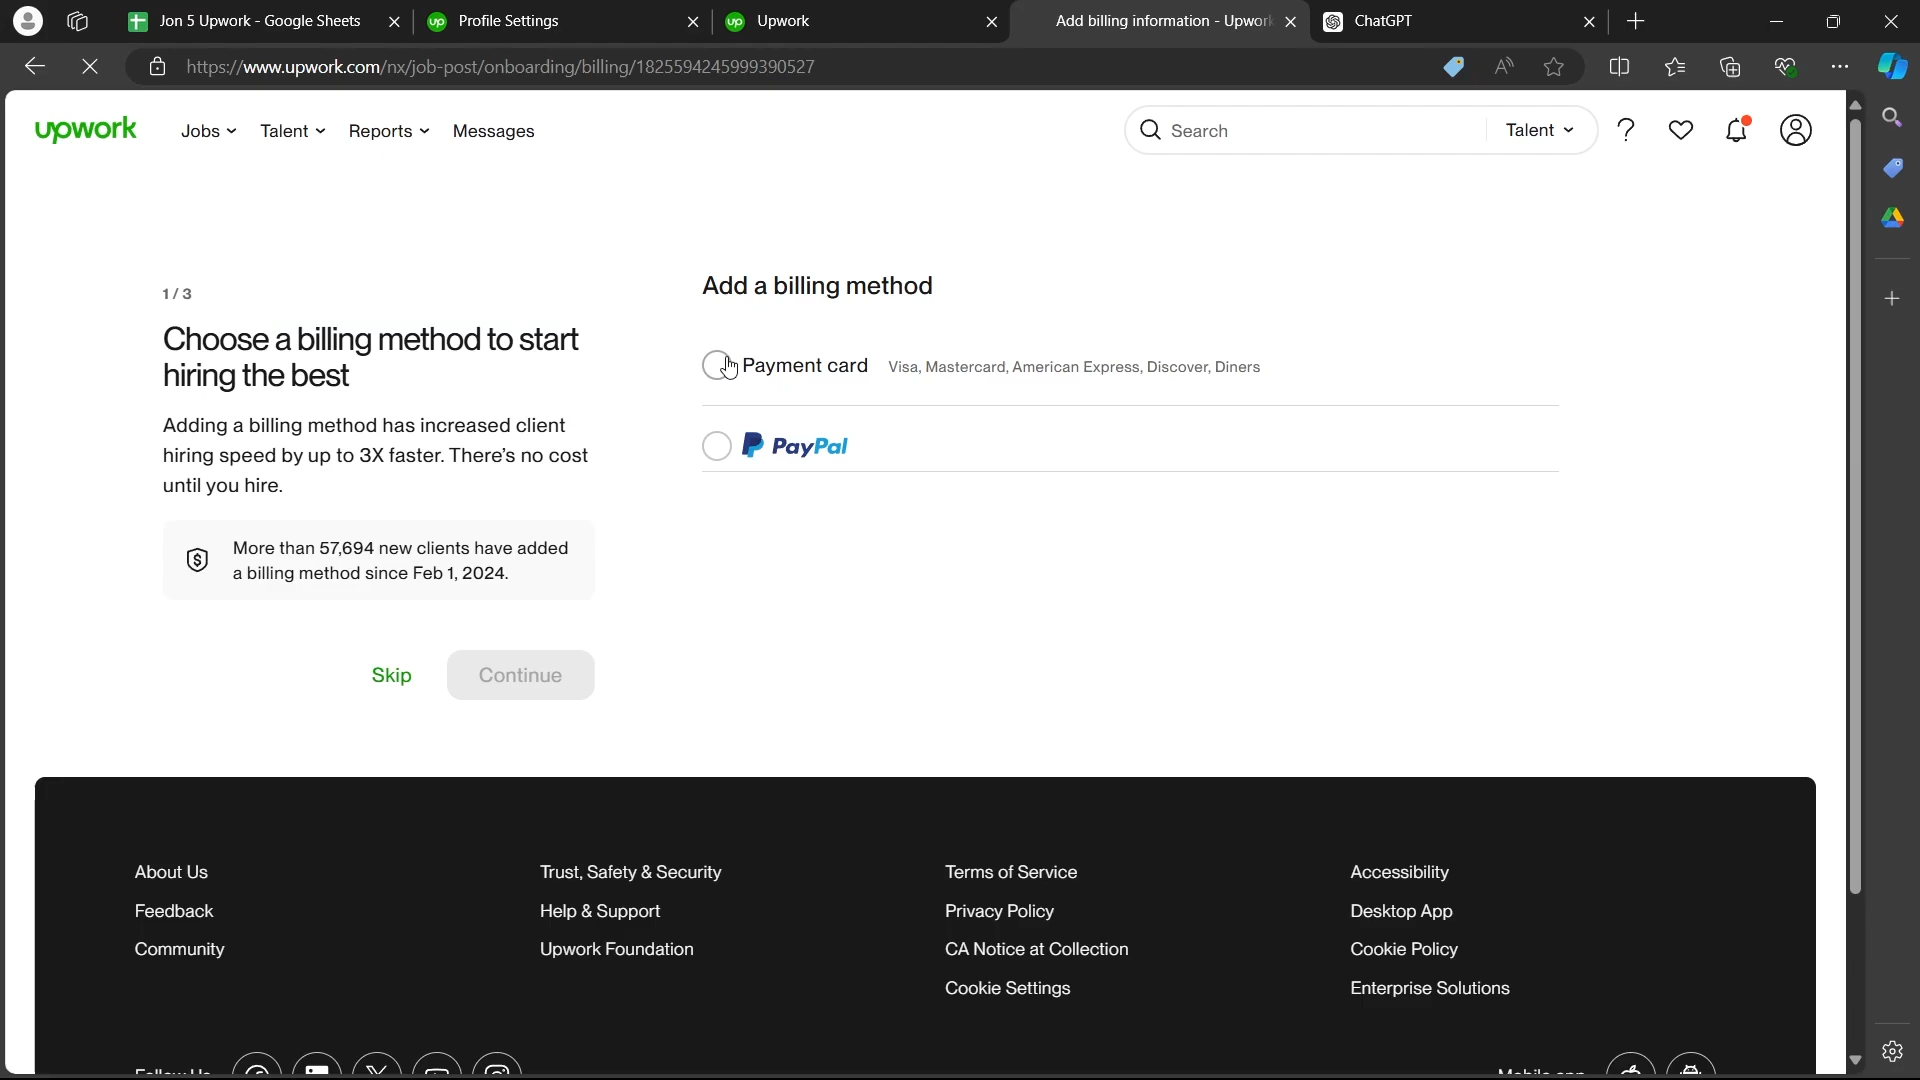 Jon 5 Upwork - Google Sheets
Profile Settings
Upwork
Add billing information - Upwork
ChatGPT
https://www.upwork.com/nx/job-post/onboarding/billing/1825594245999390527
upwork
Jobs
Talent
Reports
Messages
Search
Talent
1 / 3
Choose a billing method to start
hiring the best
Adding a billing method has increased client
hiring speed by up to 3X faster. There's no cost
until you hire.
More than 57,694 new clients have added
a billing method since Feb 1, 2024.
Skip
Continue
Add a billing method
Payment card Visa, Mastercard, American Express, Discover, Diners
PayPal
About Us
Feedback
Community
Trust, Safety & Security
Help & Support
Upwork Foundation
Terms of Service
Privacy Policy
CA Notice at Collection
Cookie Settings
Accessibility
Desktop App
Cookie Policy
Enterprise Solutions
Follow Us
Mobile app